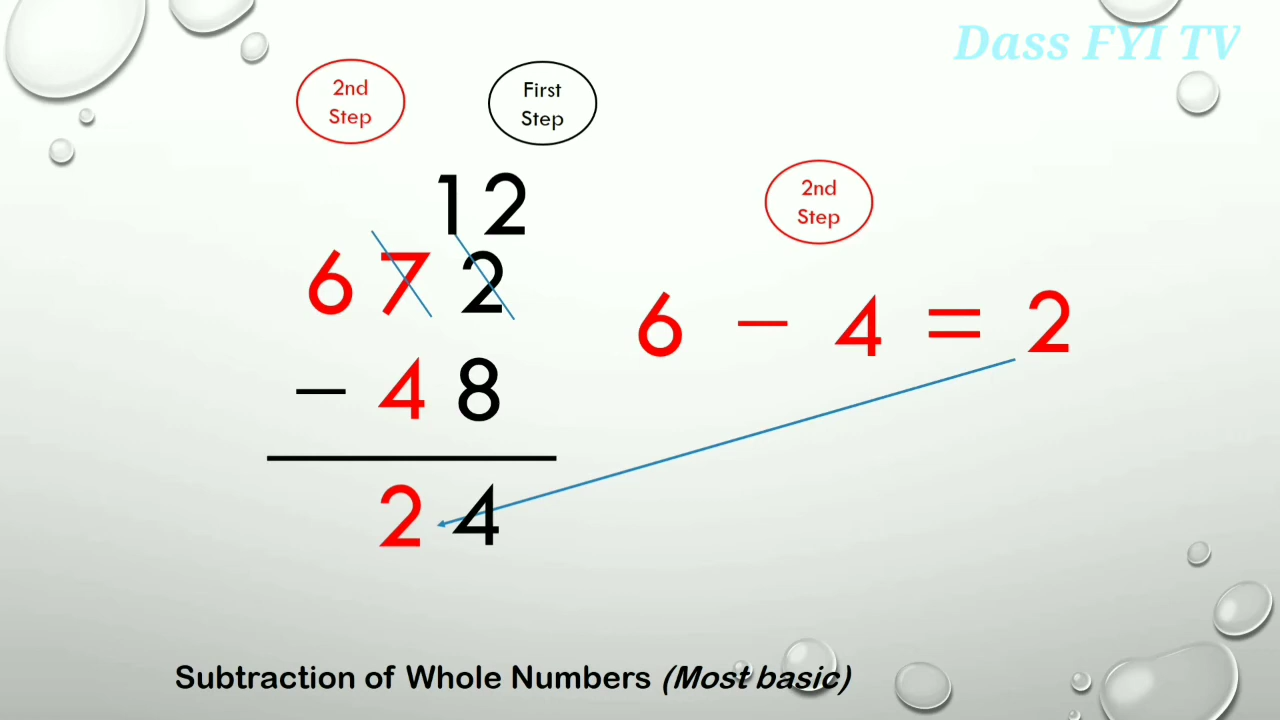 Dass FYI TV
2nd
Step
First
Step
12
6 7 2
− 4 8
2 4
2nd
Step
6 − 4 = 2
Subtraction of Whole Numbers (Most basic)